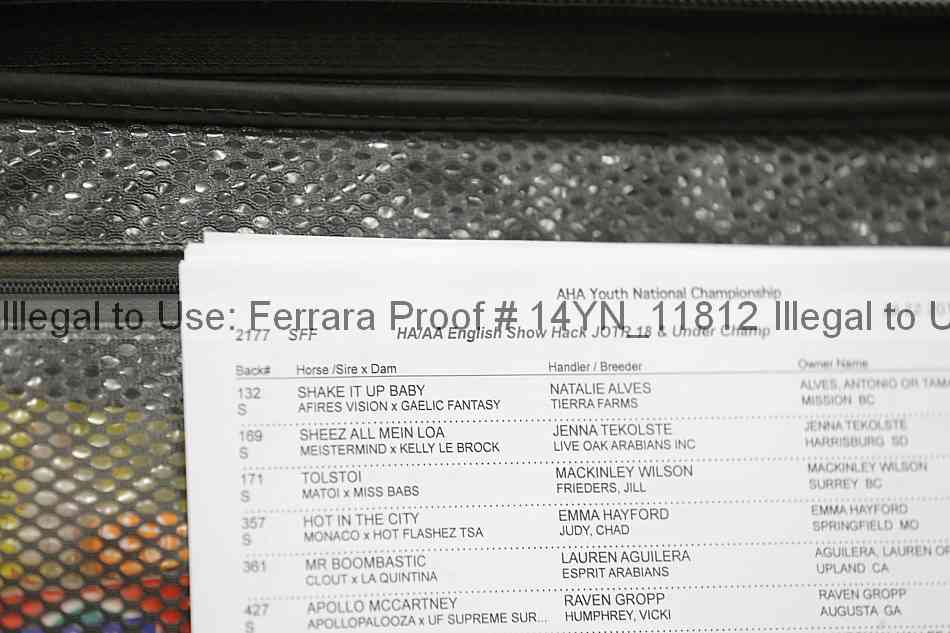 AHA Youth National Championship
Illegal to Use: Ferrara Proof # 14YN_11812 Illegal to U
2177 SFF HA/AA English Show Hack JOTR 18 & Under Champ
Back# Horse /Sire x Dam Handler / Breeder Owner Name
132 SHAKE IT UP BABY NATALIE ALVES ALVES, ANTONIO OR TAM
S AFIRES VISION x GAELIC FANTASY TIERRA FARMS MISSION BC
169 SHEEZ ALL MEIN LOA JENNA TEKOLSTE JENNA TEKOLSTE
S MEISTERMIND x KELLY LE BROCK LIVE OAK ARABIANS INC HARRISBURG SD
171 TOLSTOI MACKINLEY WILSON MACKINLEY WILSON
S MATOI x MISS BABS FRIEDERS, JILL SURREY BC
357 HOT IN THE CITY EMMA HAYFORD EMMA HAYFORD
S MONACO x HOT FLASHEZ TSA JUDY, CHAD SPRINGFIELD MO
361 MR BOOMBASTIC LAUREN AGUILERA AGUILERA, LAUREN OR
CLOUT x LA QUINTINA ESPRIT ARABIANS UPLAND CA
427 APOLLO MCCARTNEY RAVEN GROPP RAVEN GROPP
S APOLLOPALOOZA x UF SUPREME SUR... HUMPHREY, VICKI AUGUSTA GA